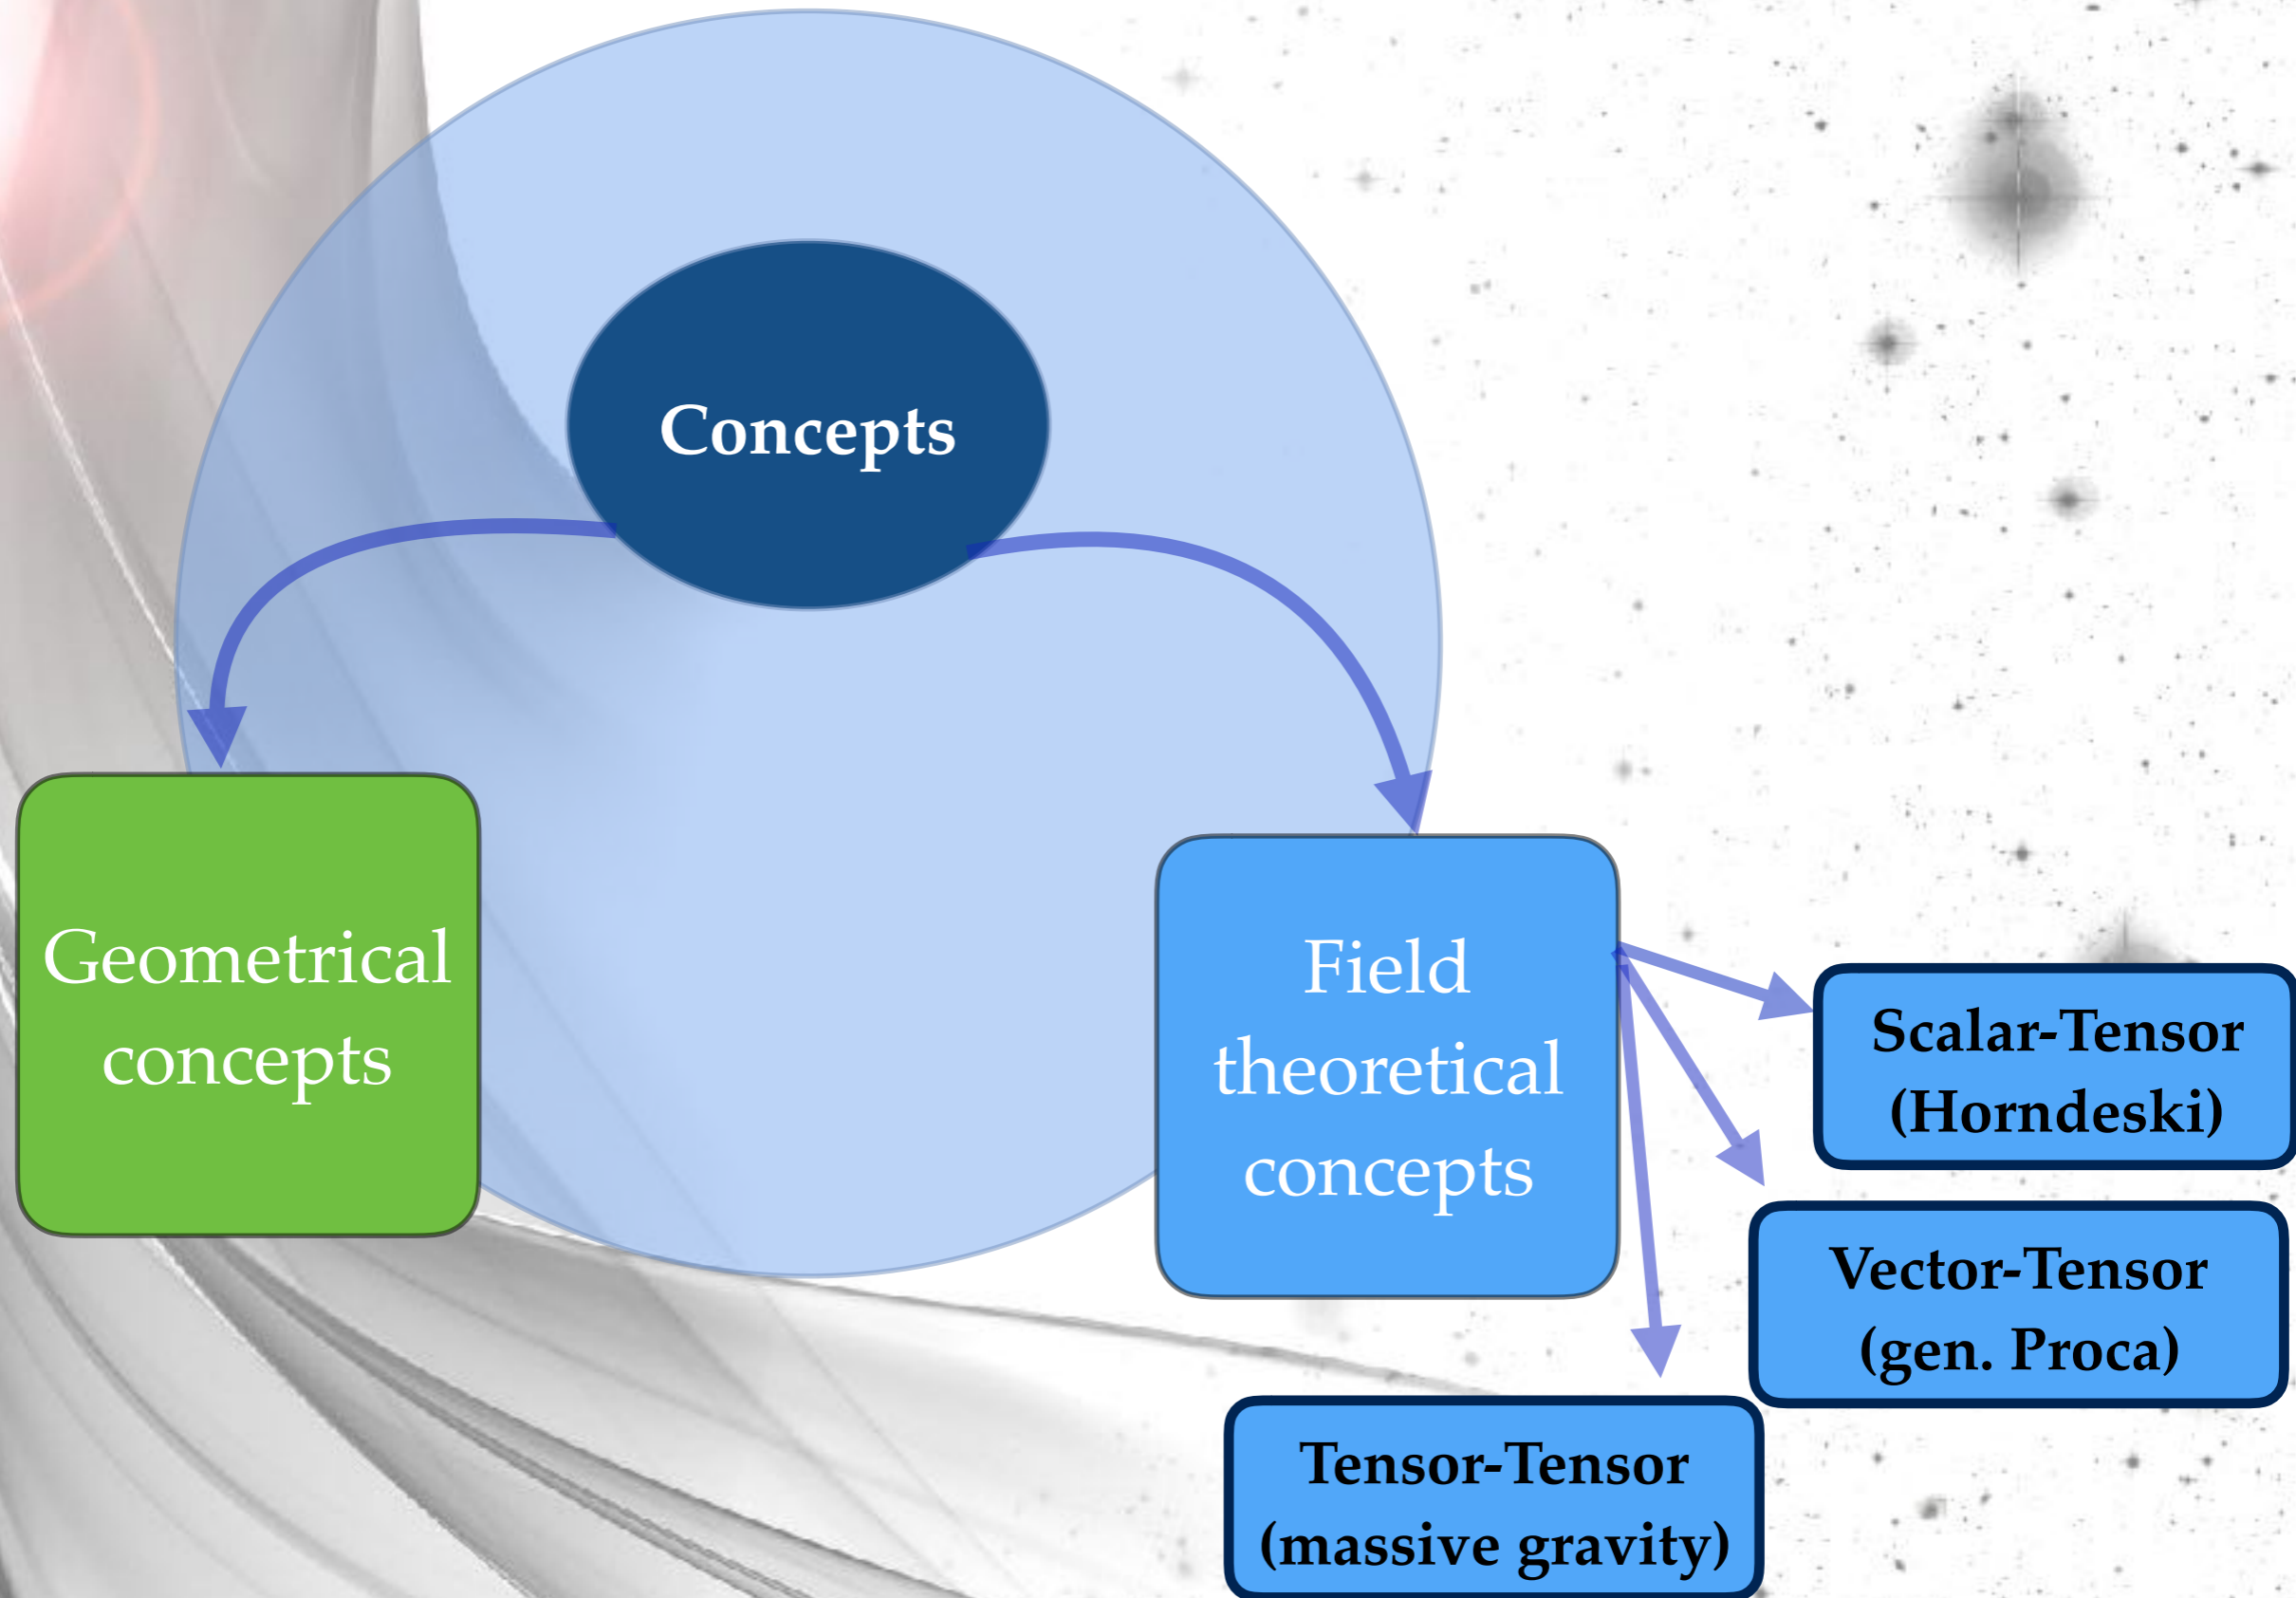 Concepts
Geometrical
concepts
Field
theoretical
concepts
Scalar-Tensor
(Horndeski)
Vector-Tensor
(gen. Proca)
Tensor-Tensor
(massive gravity)